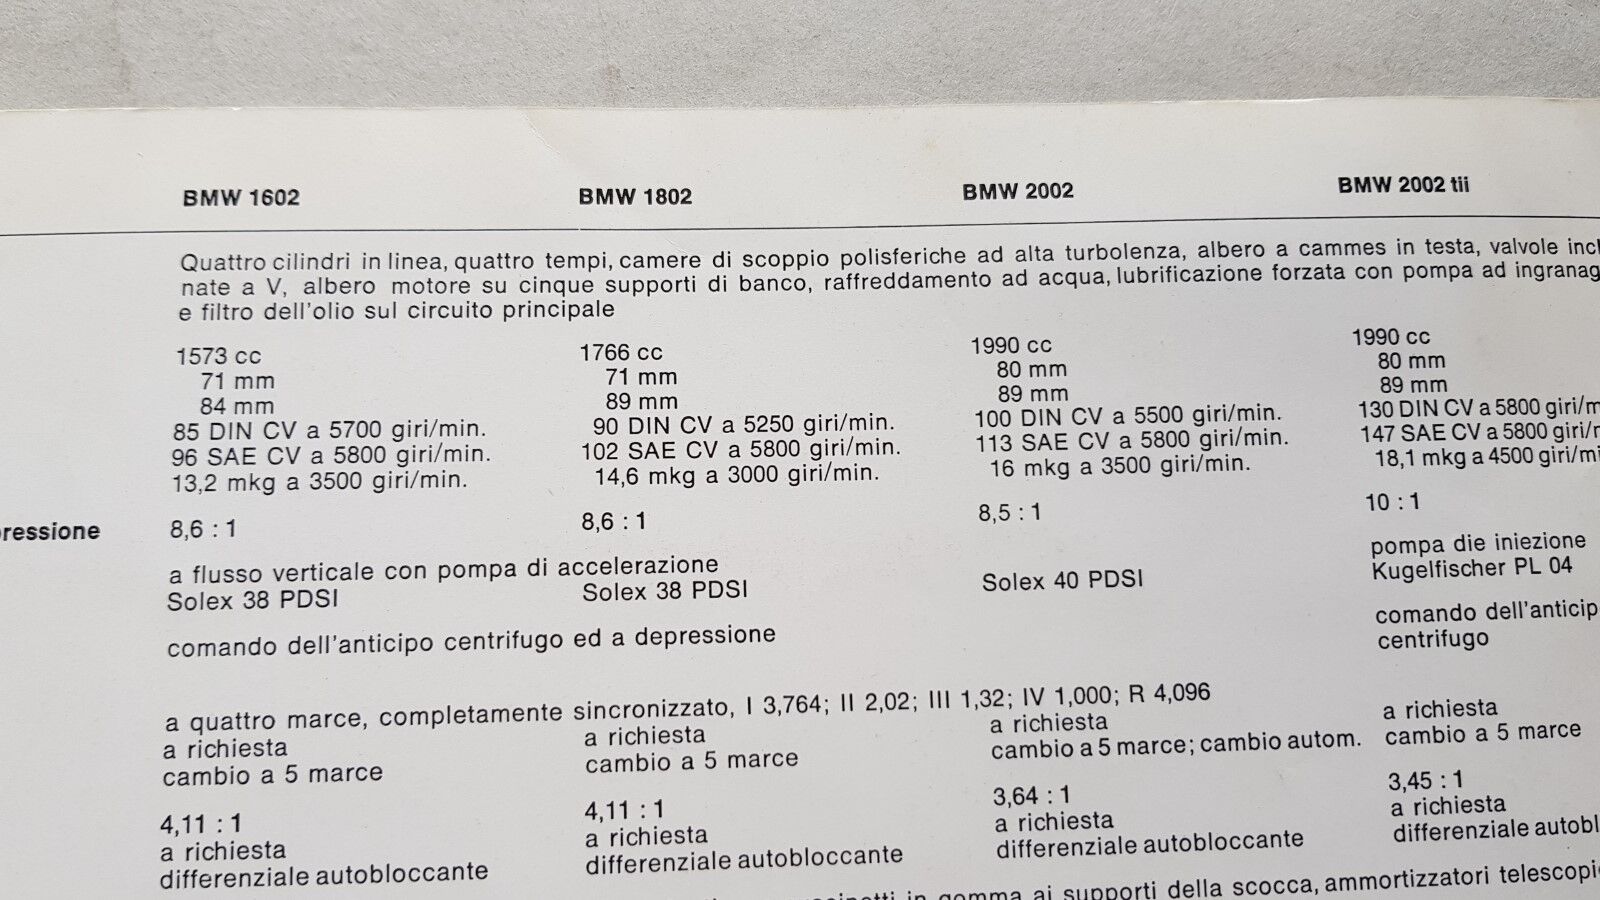 BMW 1602 BMW 1802 BMW 2002 BMW 2002 tii
Quattro cilindri in linea, quattro tempi, camere di scoppio polisferiche ad alta turbolenza, albero a cammes in testa, valvole incl
nate a V, albero motore su cinque supporti di banco, raffreddamento ad acqua, lubrificazione forzata con pompa ad ingranag
e filtro dell'olio sul circuito principale
1573 cc 1766 cc 1990 cc 1990 cc
71 mm 71 mm 80 mm 80 mm
84 mm 89 mm 89 mm 89 mm
85 DIN CV a 5700 giri/min. 90 DIN CV a 5250 giri/min. 100 DIN CV a 5500 giri/min. 130 DIN CV a 5800 giri/m
96 SAE CV a 5800 giri/min. 102 SAE CV a 5800 giri/min. 113 SAE CV a 5800 giri/min. 147 SAE CV a 5800 giri/
13,2 mkg a 3500 giri/min. 14,6 mkg a 3000 giri/min. 16 mkg a 3500 giri/min. 18,1 mkg a 4500 giri/mi
pressione 8,6 : 1 8,6 : 1 8,5 : 1 10 : 1
a flusso verticale con pompa di accelerazione pompa die iniezione
Solex 38 PDSI Solex 38 PDSI Solex 40 PDSI Kugelfischer PL 04
comando dell'anticipo centrifugo ed a depressione comando dell'anticip
centrifugo
a quattro marce, completamente sincronizzato, I 3,764; II 2,02; III 1,32; IV 1,000; R 4,096
a richiesta a richiesta a richiesta a richiesta
cambio a 5 marce cambio a 5 marce cambio a 5 marce; cambio autom. cambio a 5 marce
4,11 : 1 4,11 : 1 3,64 : 1 3,45 : 1
a richiesta a richiesta a richiesta a richiesta
differenziale autobloccante differenziale autobloccante differenziale autobloccante differenziale autobl
in gomma ai supporti della scocca, ammortizzatori telescopi